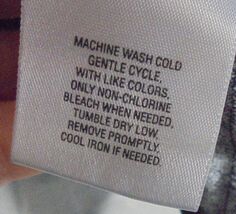 MACHINE WASH COLD
GENTLE CYCLE,
WITH LIKE COLORS,
ONLY NON-CHLORINE
BLEACH WHEN NEEDED,
TUMBLE DRY LOW,
REMOVE PROMPTLY,
COOL IRON IF NEEDED.